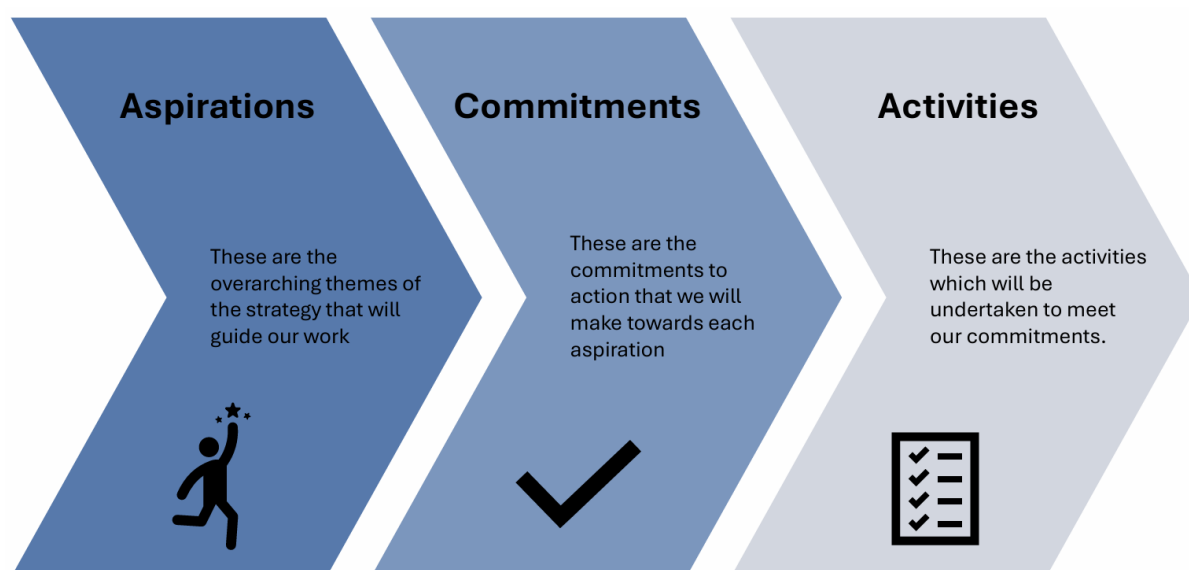 Aspirations
These are the
overarching themes of
the strategy that will
guide our work
Commitments
These are the
commitments to
action that we will
make towards each
aspiration
Activities
These are the activities
which will be
undertaken to meet
our commitments.